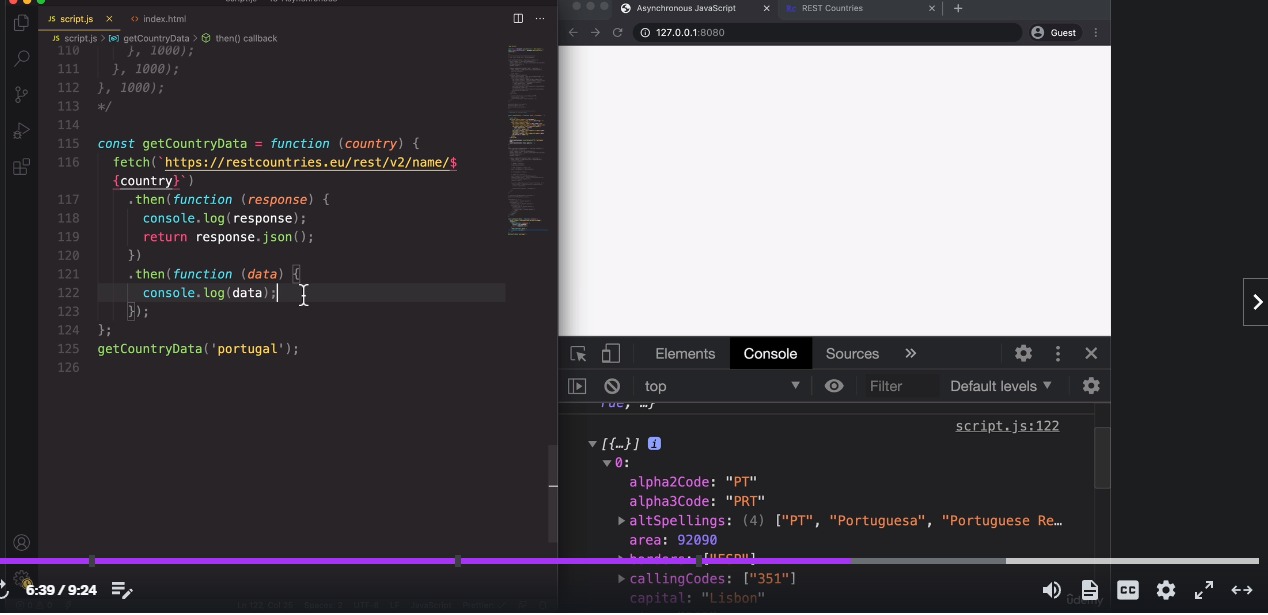 script.js
index.html
script.js > getCountryData > then() callback
110 }, 1000);
111 }, 1000);
112 }, 1000);
113 */
114
115 const getCountryData = function (country) {
116 fetch(`https://restcountries.eu/rest/v2/name/$
{country}`)
117 .then(function (response) {
118 console.log(response);
119 return response.json();
120 })
121 .then(function (data) {
122 console.log(data);
123 });
124 };
125 getCountryData('portugal');
126
Asynchronous JavaScript
REST Countries
127.0.0.1:8080
Guest
Elements Console Sources
top Filter Default levels
script.js:122
[{…}]
0:
alpha2Code: "PT"
alpha3Code: "PRT"
altSpellings: (4) ["PT", "Portuguesa", "Portuguese Re…
area: 92090
borders: ["ESP"]
callingCodes: ["351"]
capital: "Lisbon"
6:39 / 9:24
CC
udemy